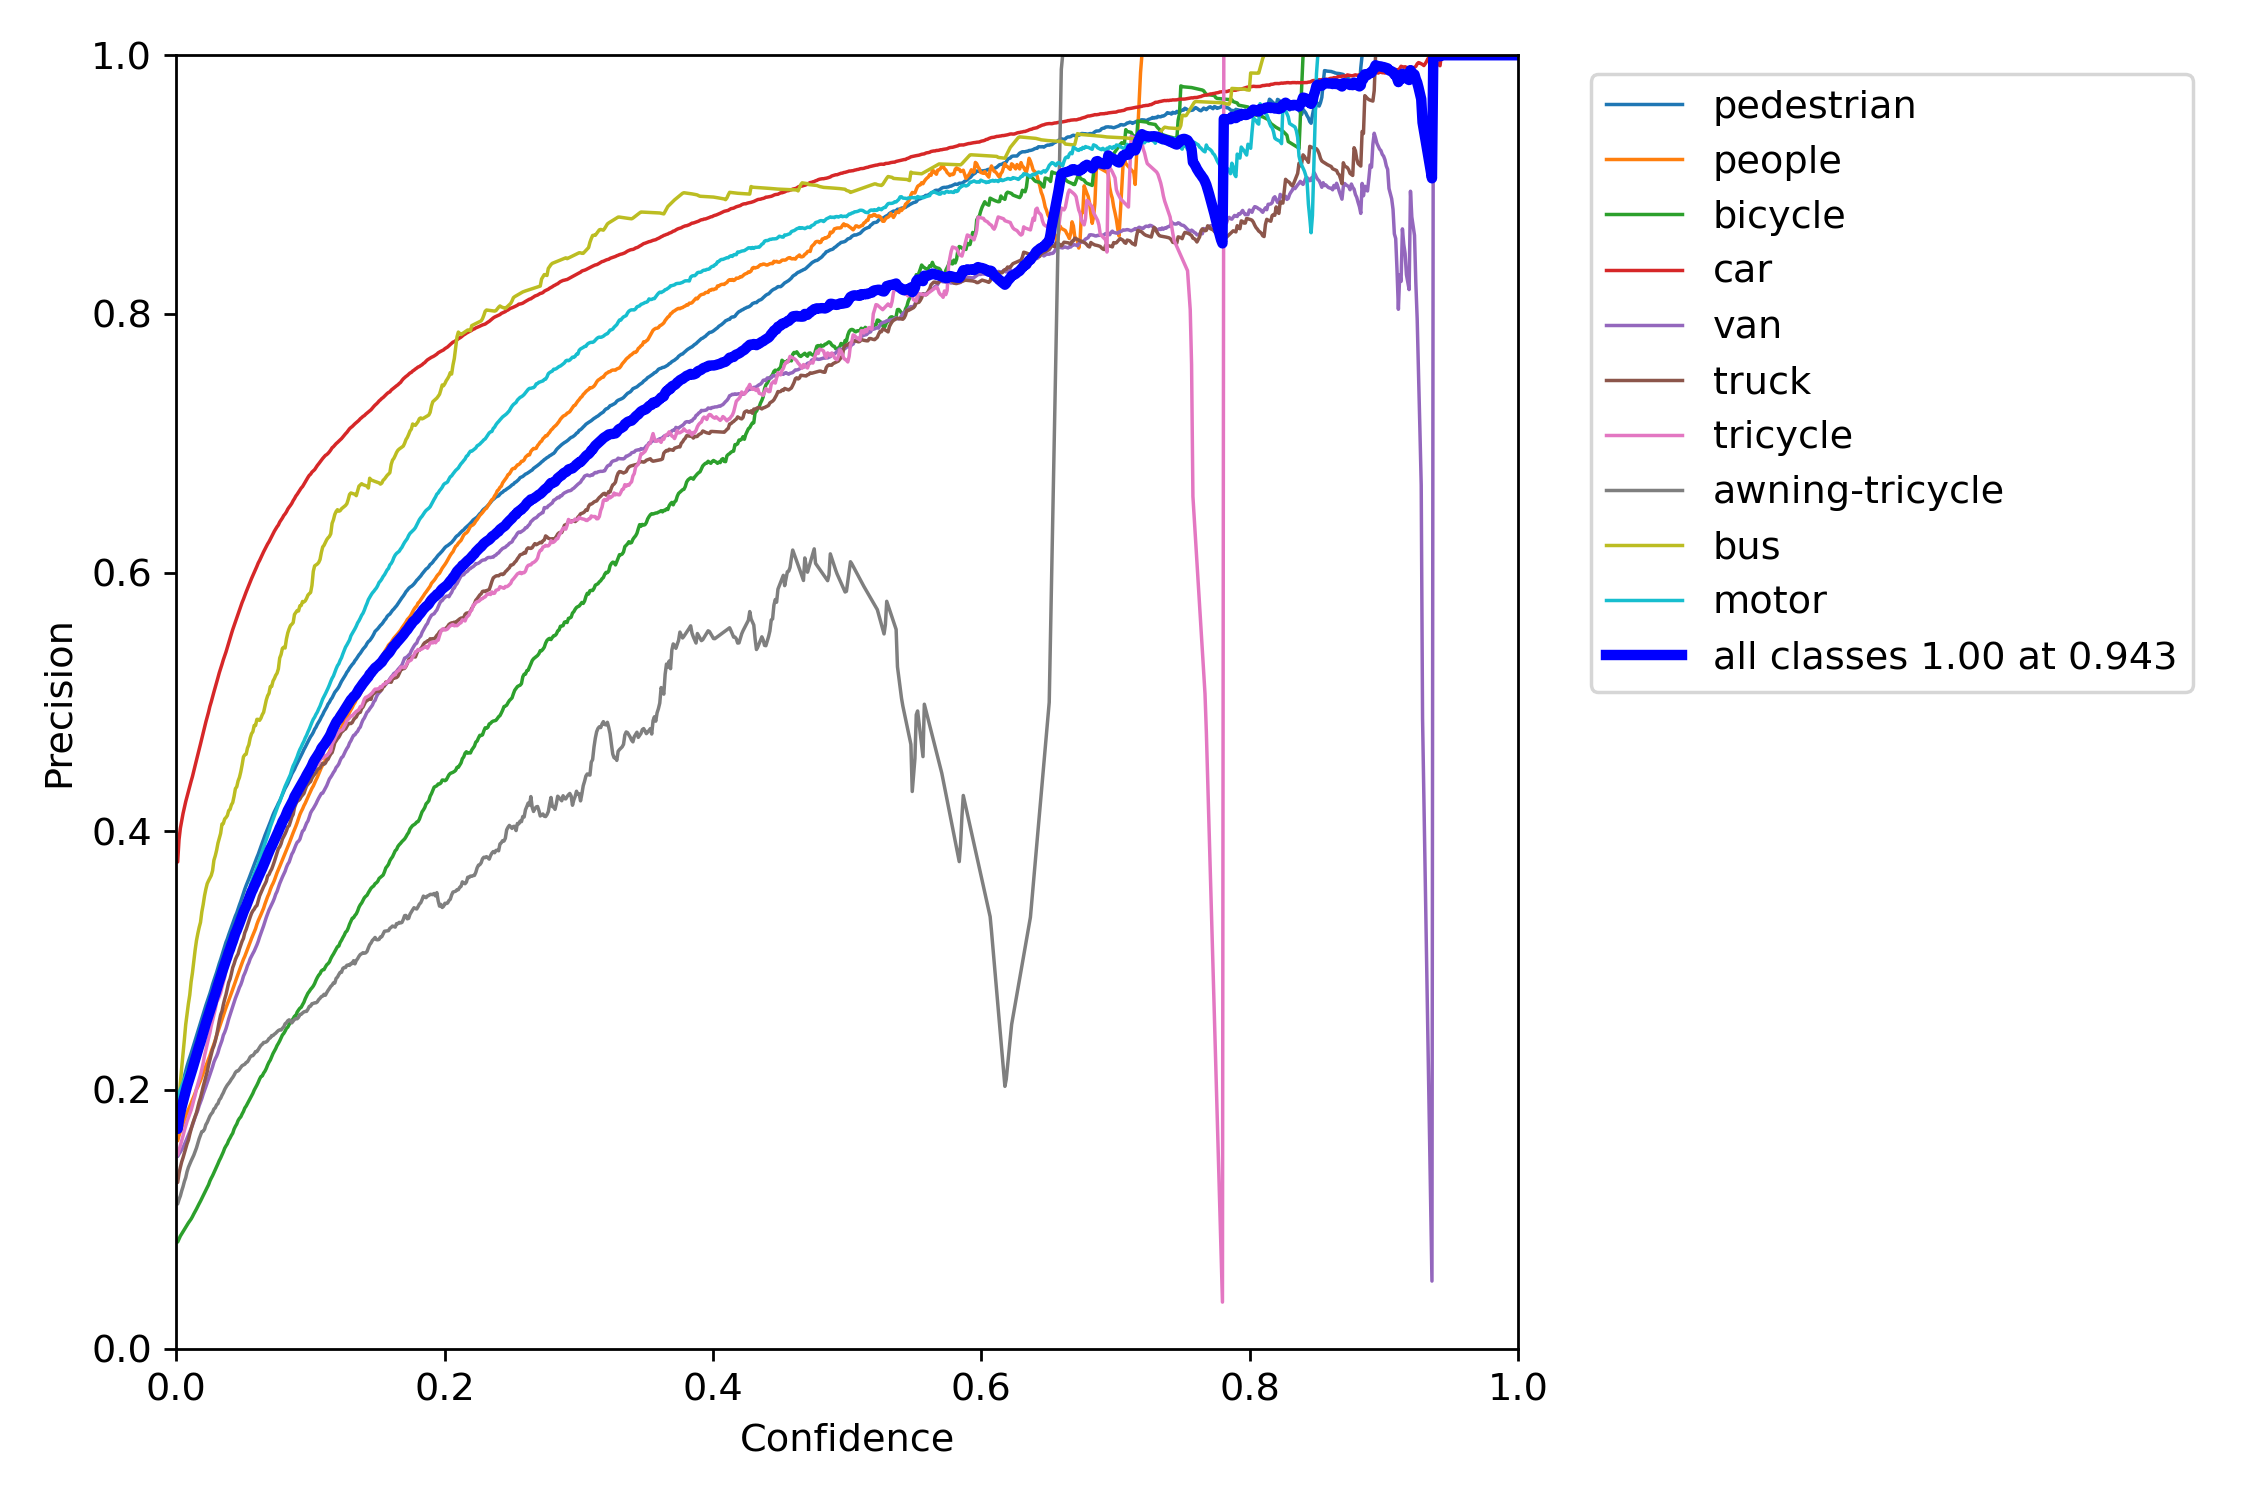 1.0
0.8
0.6
0.4
0.2
0.0
Precision
0.0 0.2 0.4 0.6 0.8 1.0
Confidence
pedestrian
people
bicycle
car
van
truck
tricycle
awning-tricycle
bus
motor
all classes 1.00 at 0.943